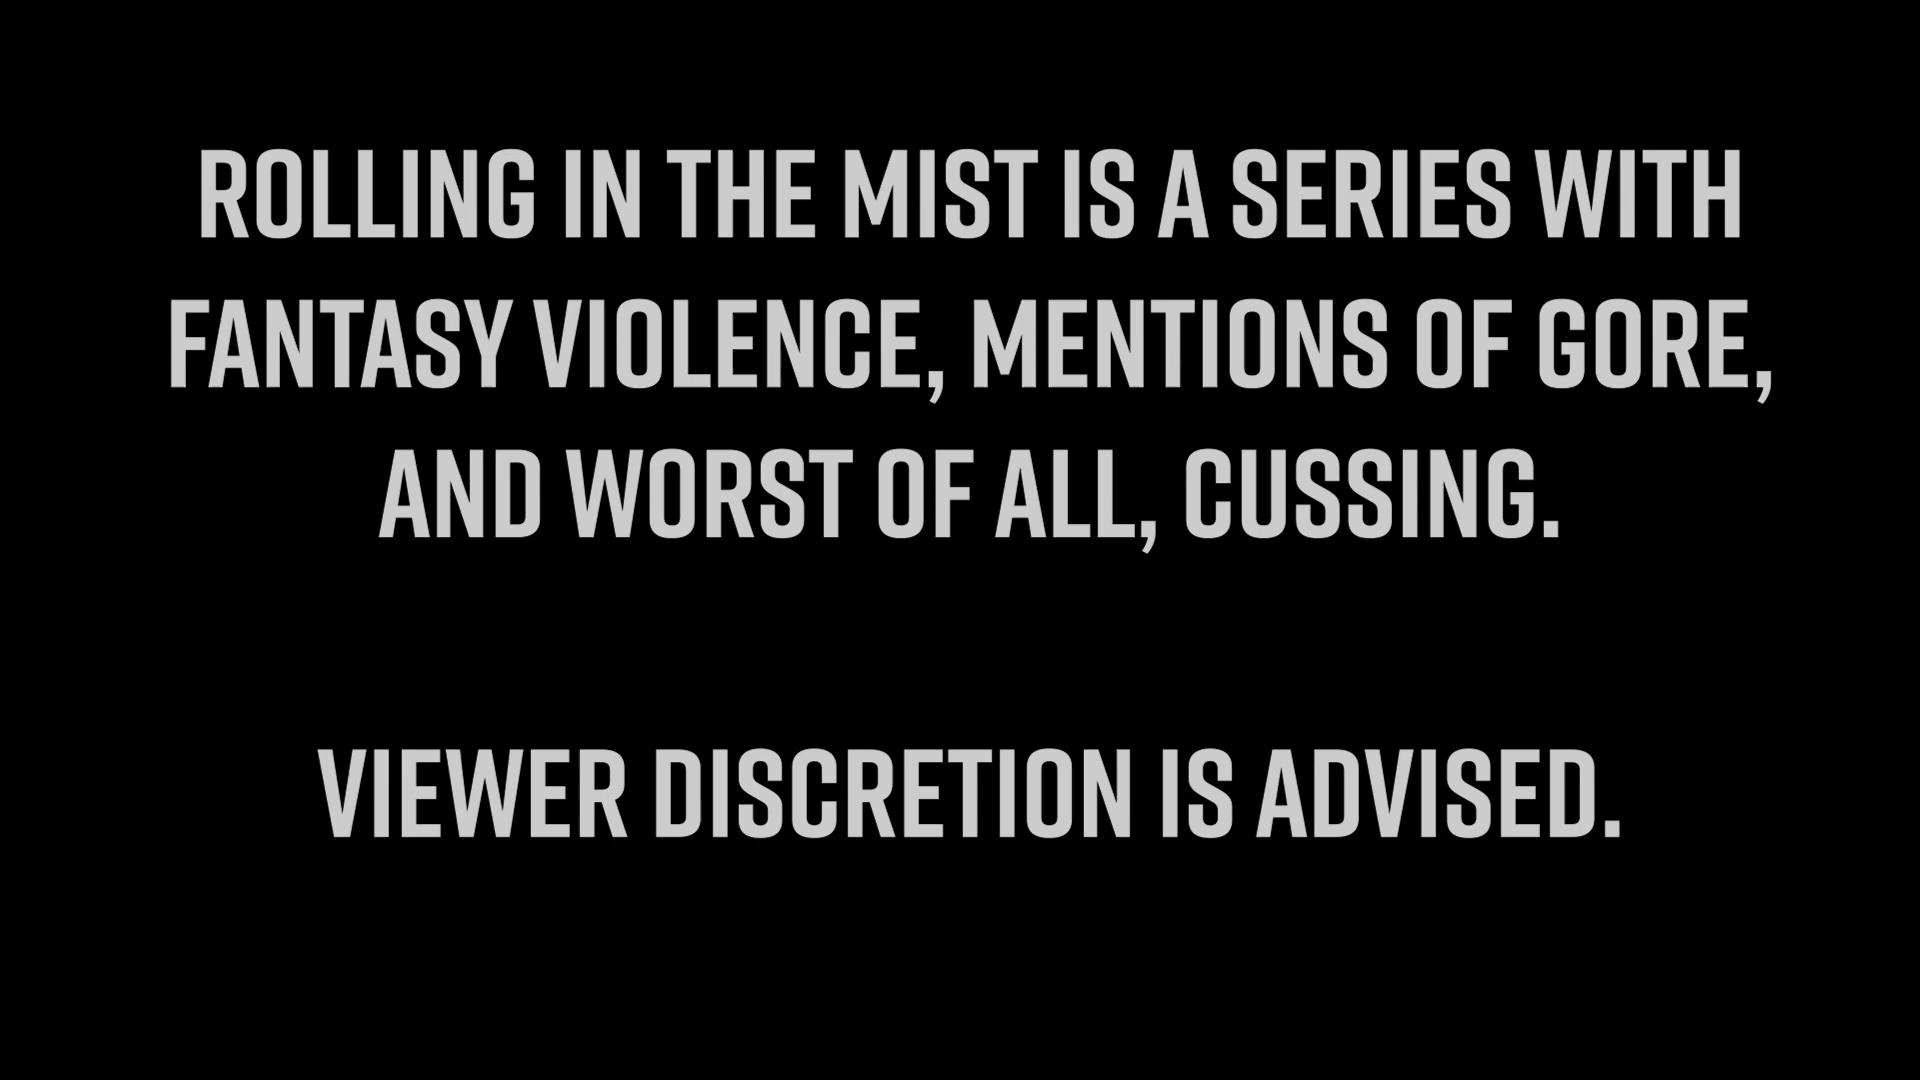 ROLLING IN THE MIST IS A SERIES WITH
FANTASY VIOLENCE, MENTIONS OF GORE,
AND WORST OF ALL, CUSSING.
VIEWER DISCRETION IS ADVISED.